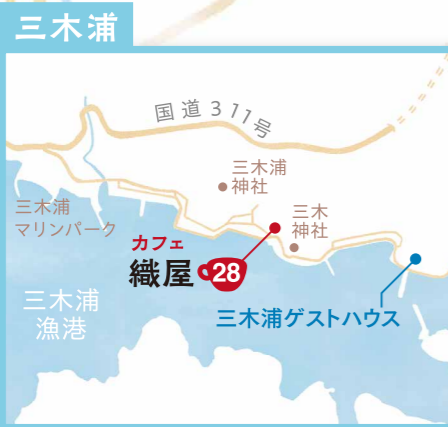 三木浦
国道311号
三木浦
神社
三木浦
マリンパーク
三木
神社
カフェ
織屋
28
三木浦
漁港
三木浦ゲストハウス